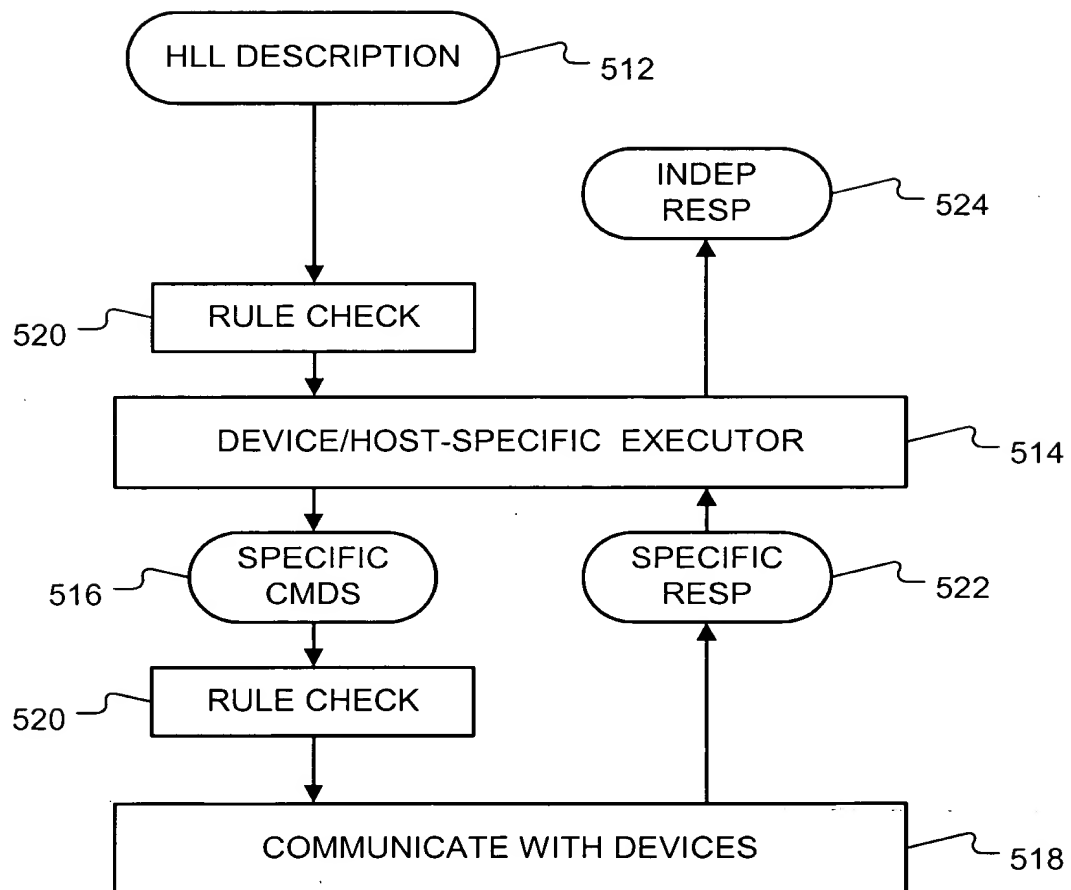 HLL DESCRIPTION
512
INDEP
RESP
524
RULE CHECK
520
DEVICE/HOST-SPECIFIC EXECUTOR
514
SPECIFIC
CMDS
516
SPECIFIC
RESP
522
RULE CHECK
520
COMMUNICATE WITH DEVICES
518